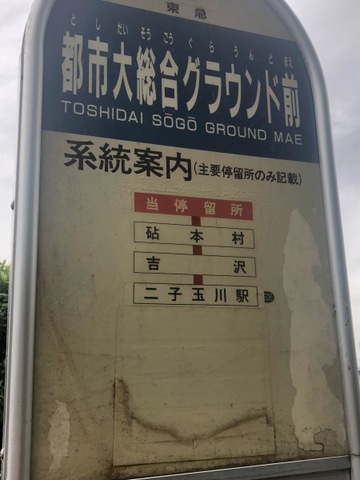 東急
としだいそうごうぐらうんどまえ
都市大総合グラウンド前
TOSHIDAI SŌGŌ GROUND MAE
系統案内(主要停留所のみ記載)
当停留所
砧本村
吉沢
二子玉川駅